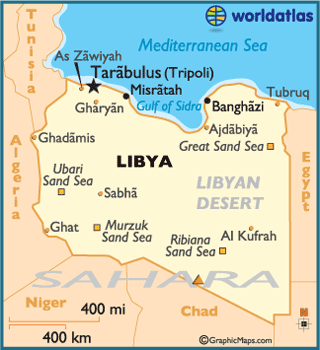 worldatlas
Tunisia
Mediterranean Sea
As Zāwiyah
Tarābulus (Tripoli)
Misrātah
Gharyān
Gulf of Sidra
Banghāzi
Tubruq
Ajdābiyā
Great Sand Sea
Ghadāmis
Algeria
Egypt
LIBYA
Ubari
Sand Sea
Sabhā
LIBYAN
DESERT
Ghat
Murzuk
Sand Sea
Ribiana
Sand Sea
Al Kufrah
SAHARA
Niger
Chad
400 mi
400 km
©GraphicMaps.com